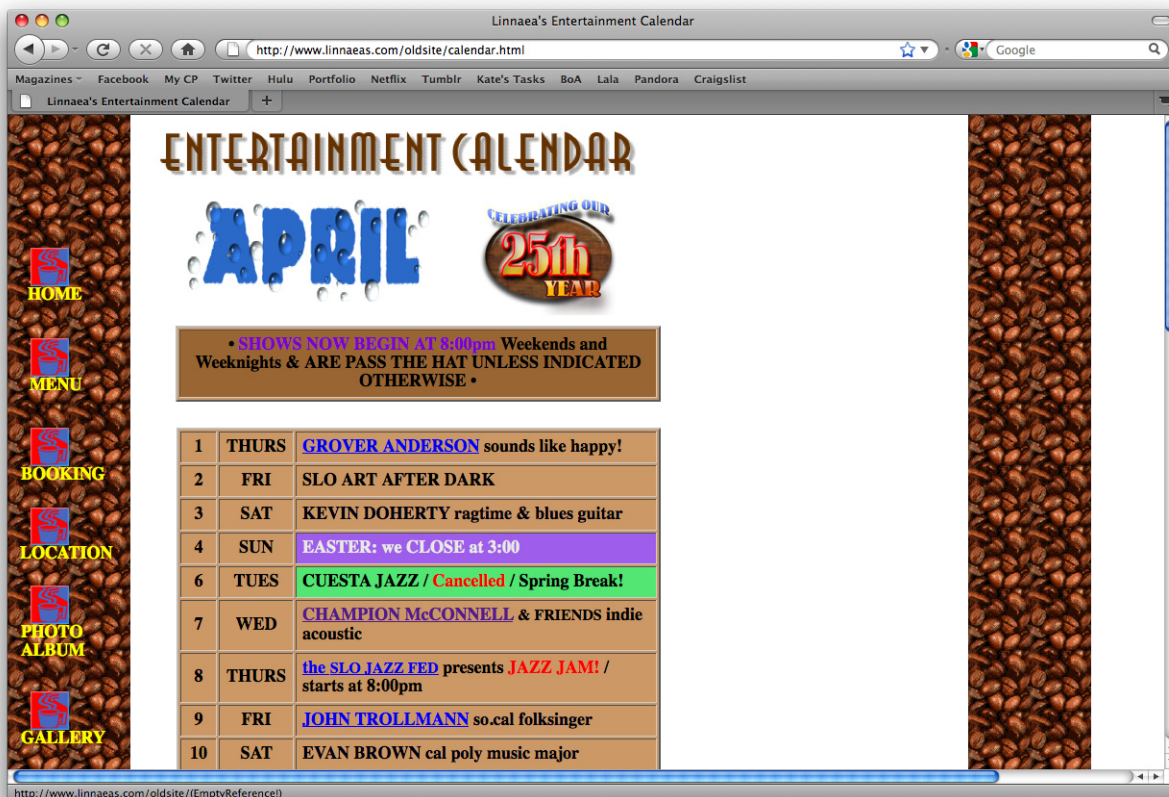 Linnaea's Entertainment Calendar
http://www.linnaeas.com/oldsite/calendar.html
Google
Magazines Facebook My CP Twitter Hulu Portfolio Netflix Tumblr Kate's Tasks BoA Lala Pandora Craigslist
Linnaea's Entertainment Calendar
ENTERTAINMENT CALENDAR
APRIL
CELEBRATING OUR
25th
YEAR
HOME
MENU
BOOKING
LOCATION
PHOTO
ALBUM
GALLERY
• SHOWS NOW BEGIN AT 8:00pm Weekends and
Weeknights & ARE PASS THE HAT UNLESS INDICATED
OTHERWISE •
1 THURS GROVER ANDERSON sounds like happy!
2 FRI SLO ART AFTER DARK
3 SAT KEVIN DOHERTY ragtime & blues guitar
4 SUN EASTER: we CLOSE at 3:00
6 TUES CUESTA JAZZ / Cancelled / Spring Break!
7 WED CHAMPION McCONNELL & FRIENDS indie
acoustic
8 THURS the SLO JAZZ FED presents JAZZ JAM! /
starts at 8:00pm
9 FRI JOHN TROLLMANN so.cal folksinger
10 SAT EVAN BROWN cal poly music major
http://www.linnaeas.com/oldsite/(EmptyReference!)